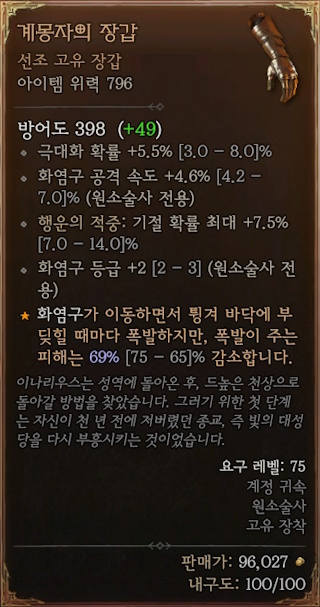 계몽자의 장갑
선조 고유 장갑
아이템 위력 796
방어도 398 (+49)
극대화 확률 +5.5% [3.0 – 8.0]%
화염구 공격 속도 +4.6% [4.2 –
7.0]% (원소술사 전용)
행운의 적중: 기절 확률 최대 +7.5%
[7.0 – 14.0]%
화염구 등급 +2 [2 – 3] (원소술사 전
용)
화염구가 이동하면서 튕겨 바닥에 부
딪힐 때마다 폭발하지만, 폭발이 주는
피해는 69% [75 – 65]% 감소합니다.
이나리우스는 성역에 돌아온 후, 드높은 천상으로
돌아갈 방법을 찾았습니다. 그러기 위한 첫 단계
는 자신이 천 년 전에 저버렸던 종교, 즉 빛의 대성
당을 다시 부흥시키는 것이었습니다.
요구 레벨: 75
계정 귀속
원소술사
고유 장착
판매가: 96,027
내구도: 100/100